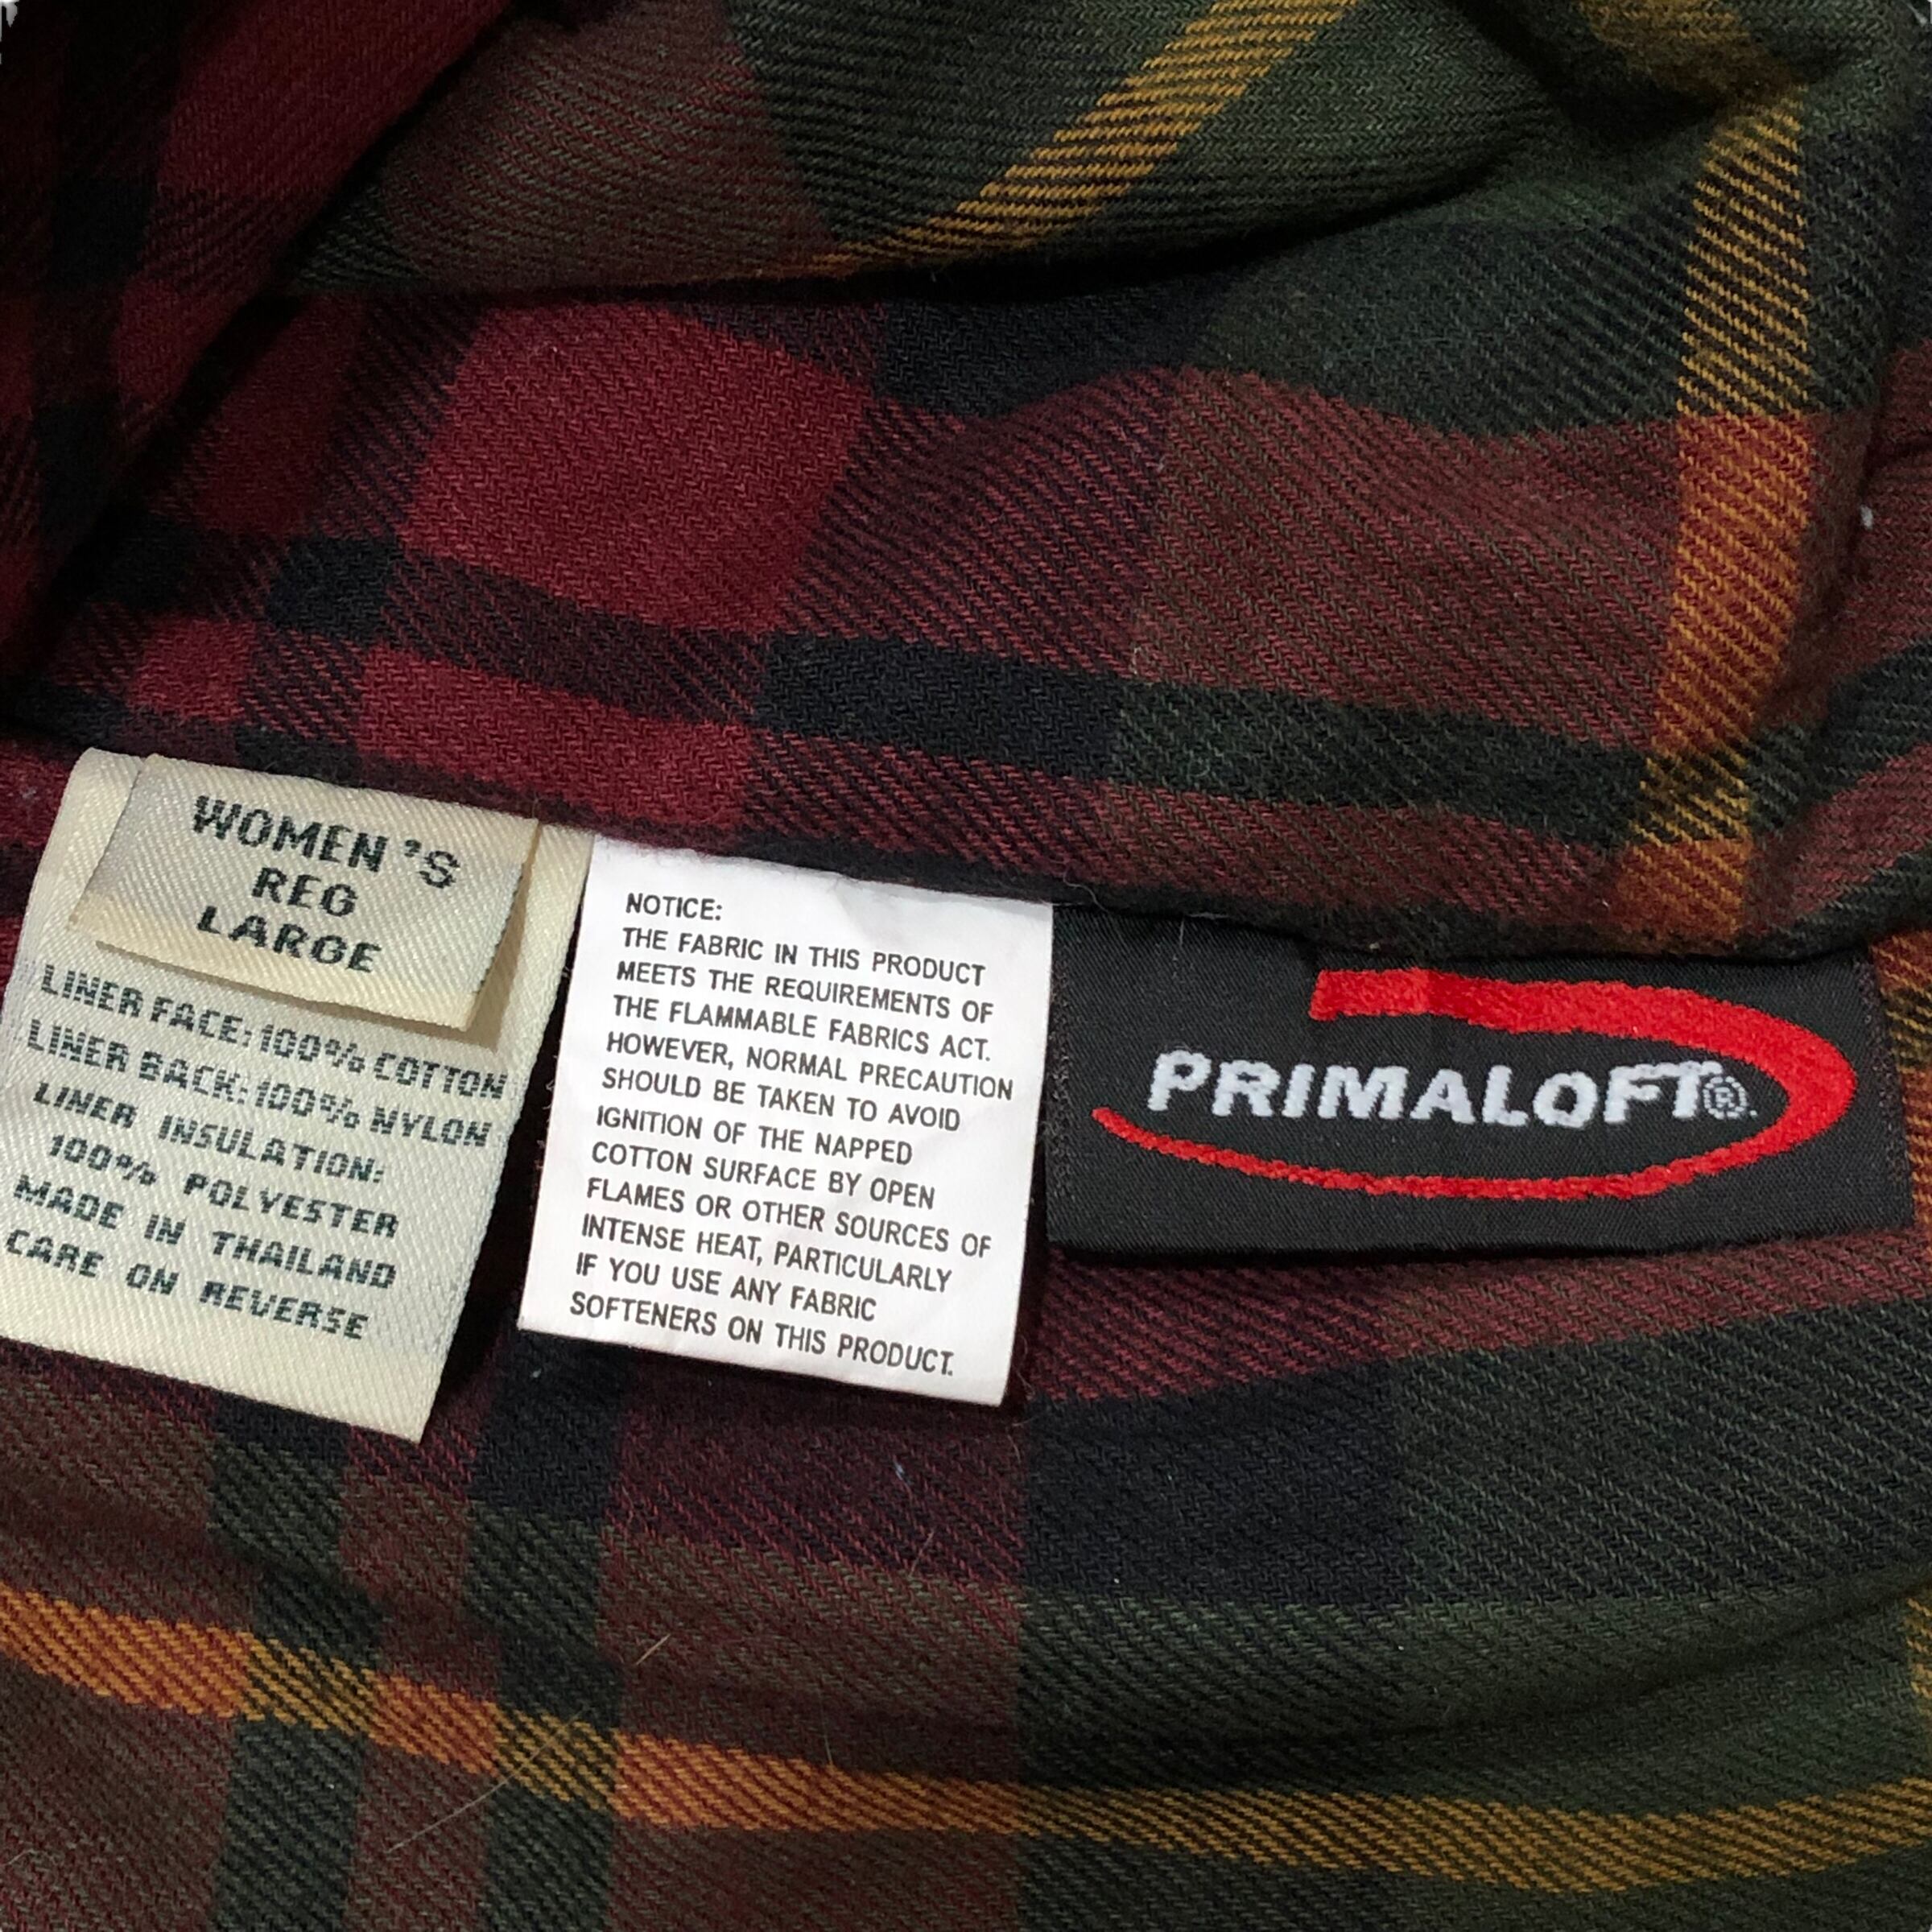 WOMEN'S
REG
LARGE
LINER FACE: 100% COTTON
LINER BACK: 100% NYLON
LINER INSULATION:
100% POLYESTER
MADE IN THAILAND
CARE ON REVERSE
NOTICE:
THE FABRIC IN THIS PRODUCT
MEETS THE REQUIREMENTS OF
THE FLAMMABLE FABRICS ACT.
HOWEVER, NORMAL PRECAUTION
SHOULD BE TAKEN TO AVOID
IGNITION OF THE NAPPED
COTTON SURFACE BY OPEN
FLAMES OR OTHER SOURCES OF
INTENSE HEAT, PARTICULARLY
IF YOU USE ANY FABRIC
SOFTENERS ON THIS PRODUCT.
PRIMALOFT®.